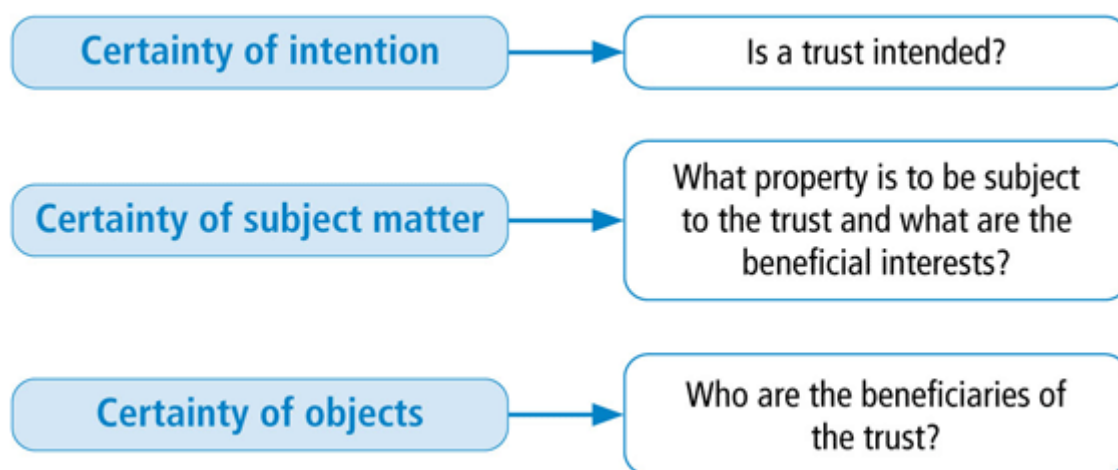 Certainty of intention
Is a trust intended?
Certainty of subject matter
What property is to be subject
to the trust and what are the
beneficial interests?
Certainty of objects
Who are the beneficiaries of
the trust?